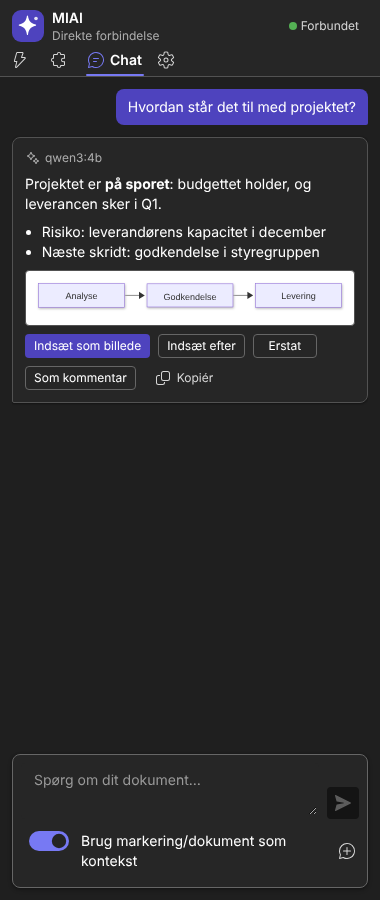 MIAI
Direkte forbindelse
Forbundet
Chat
Hvordan står det til med projektet?
qwen3:4b
Projektet er på sporet: budgettet holder, og
leverancen sker i Q1.
• Risiko: leverandørens kapacitet i december
• Næste skridt: godkendelse i styregruppen
Analyse
Godkendelse
Levering
Indsæt som billede
Indsæt efter
Erstat
Som kommentar
Kopiér
Spørg om dit dokument...
Brug markering/dokument som
kontekst